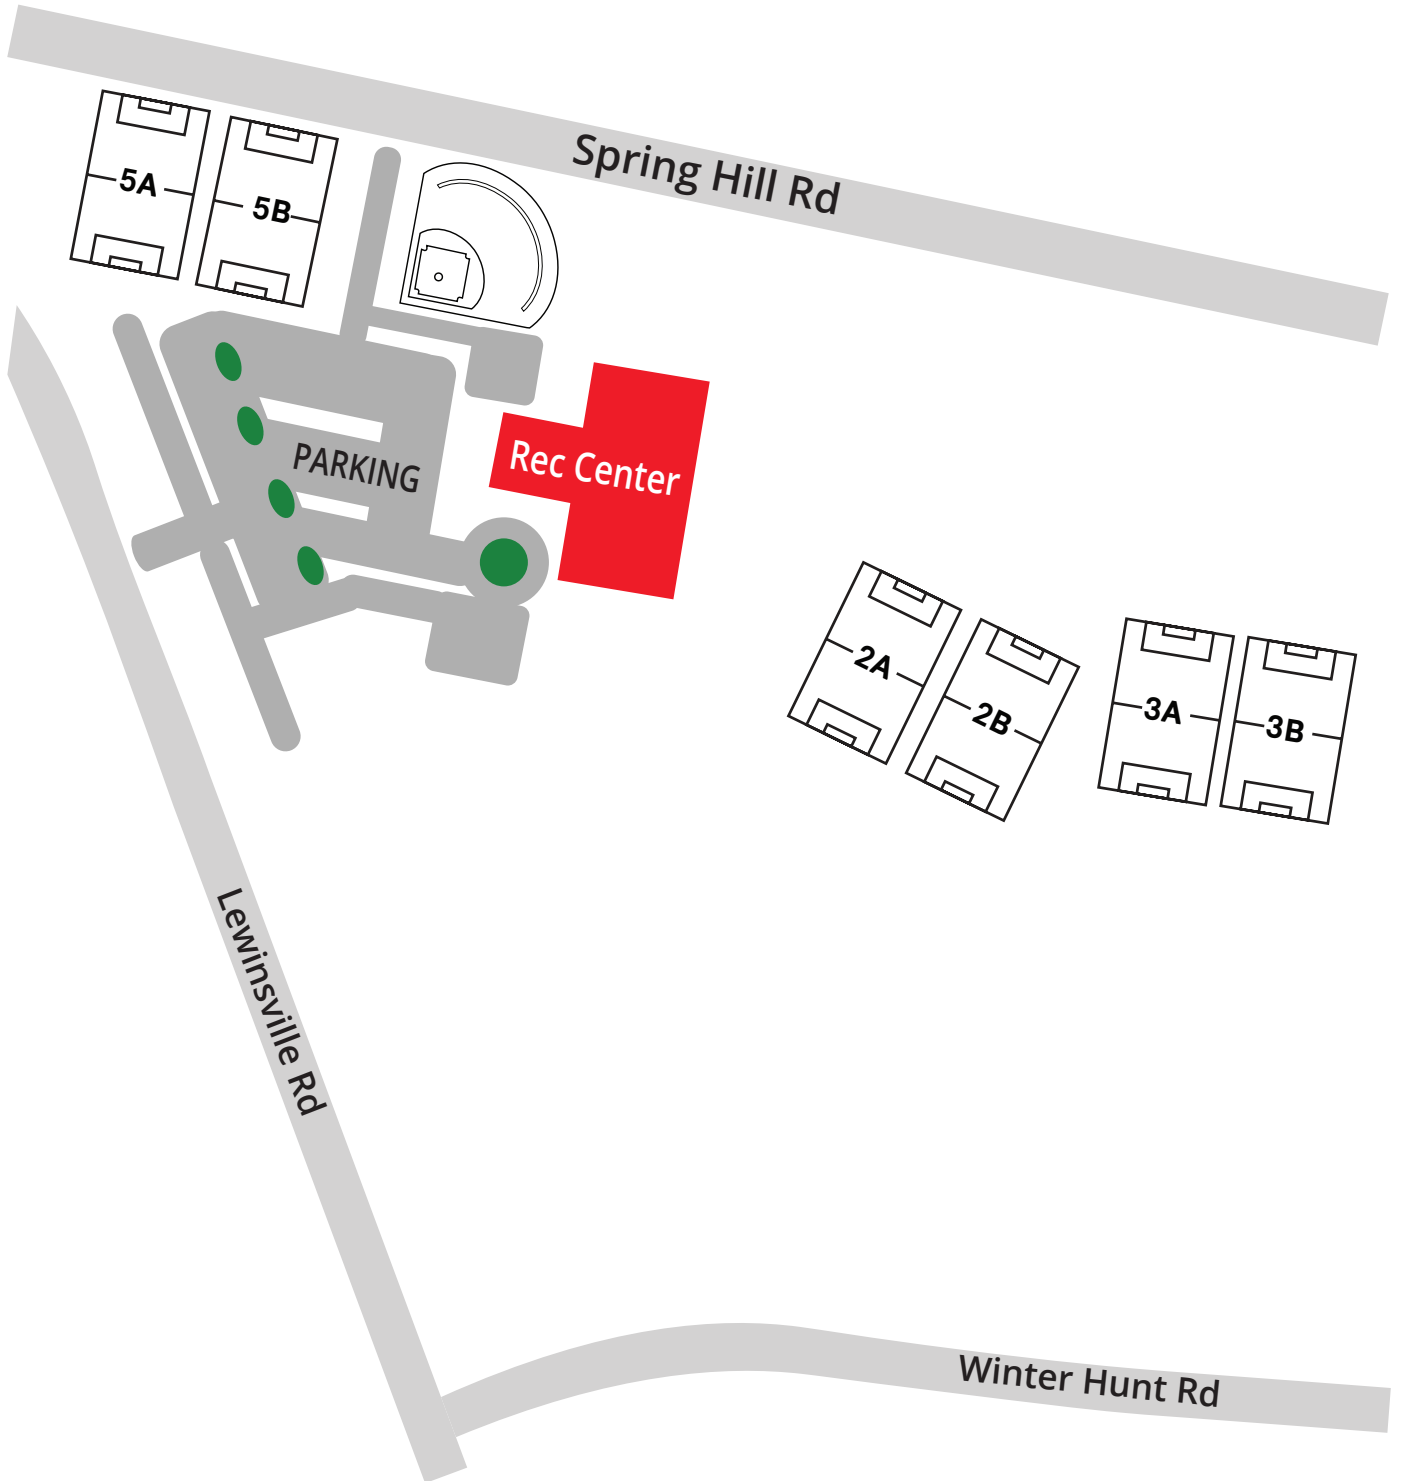 Spring Hill Rd
5A
5B
PARKING
Rec Center
2A
2B
3A
3B
Lewinsville Rd
Winter Hunt Rd